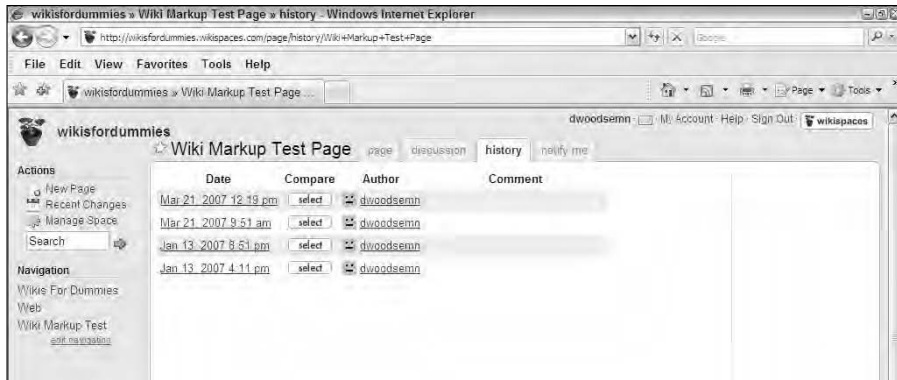 wikisfordummies » Wiki Markup Test Page » history - Windows Internet Explorer
http://wikisfordummies.wikispaces.com/page/history/Wiki+Markup+Test+Page
Google
File Edit View Favorites Tools Help
wikisfordummies » Wiki Markup Test Page ...
Page Tools
dwoodsemn · My Account · Help · Sign Out · wikispaces
wikisfordummies
Wiki Markup Test Page page discussion history notify me
Actions
New Page
Recent Changes
Manage Space
Search
Navigation
Wikis For Dummies
Web
Wiki Markup Test
edit navigation
Date Compare Author Comment
Mar 21, 2007 12:19 pm select dwoodsemn
Mar 21, 2007 9:51 am select dwoodsemn
Jan 13, 2007 8:51 pm select dwoodsemn
Jan 13, 2007 4:11 pm select dwoodsemn